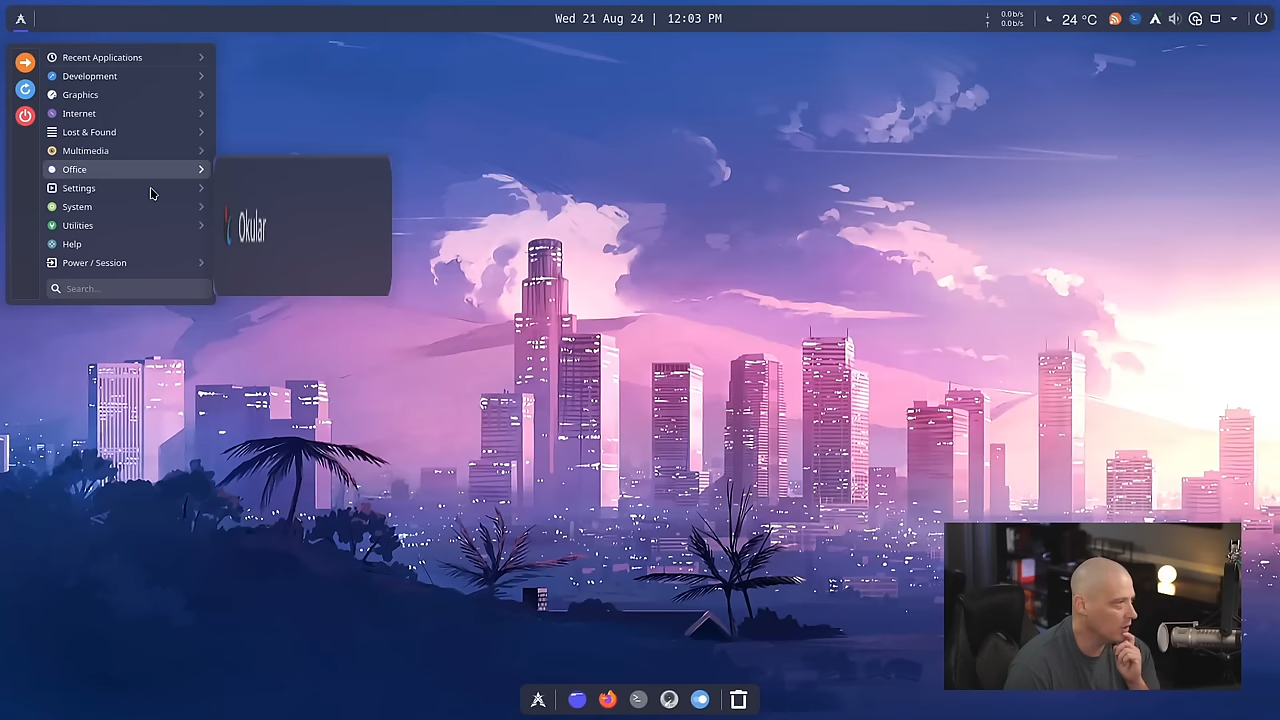 Wed 21 Aug 24 | 12:03 PM
↓ 0.0b/s
↑ 0.0b/s
24 °C
Recent Applications
Development
Graphics
Internet
Lost & Found
Multimedia
Office
Settings
System
Utilities
Help
Power / Session
Search...
Okular